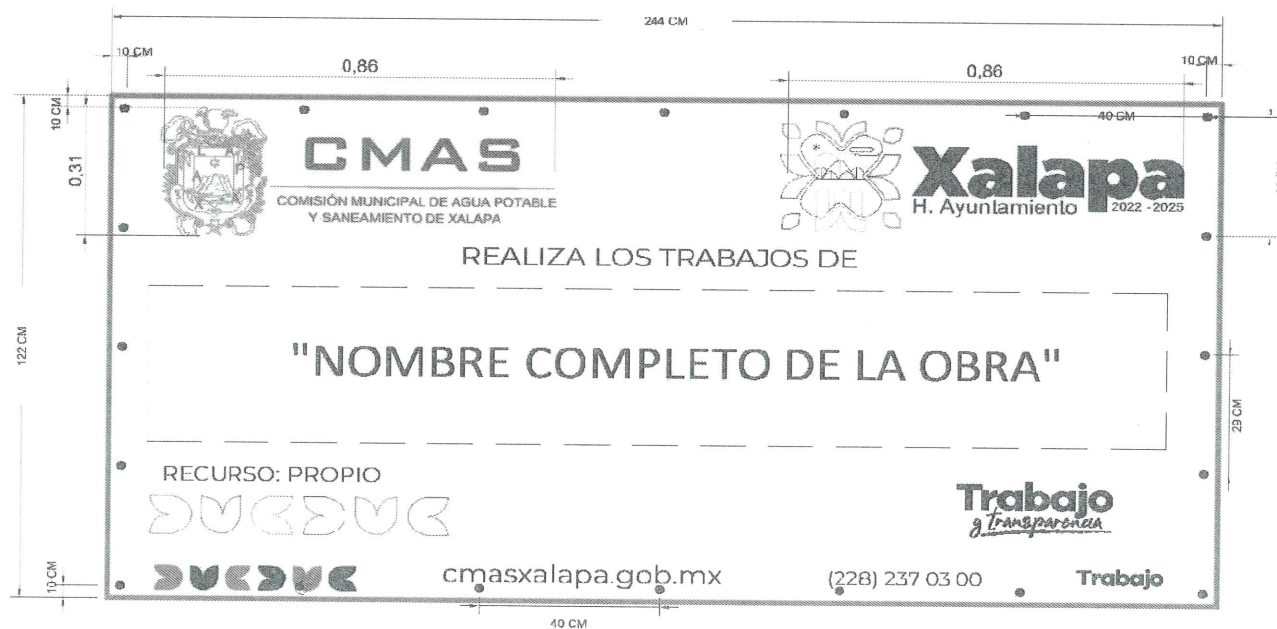 244 CM
10 CM
0,86
0,86
10 CM
10 CM
40 CM
0,31
CMAS
COMISIÓN MUNICIPAL DE AGUA POTABLE
Y SANEAMIENTO DE XALAPA
Xalapa
H. Ayuntamiento 2022 - 2025
REALIZA LOS TRABAJOS DE
122 CM
"NOMBRE COMPLETO DE LA OBRA"
29 CM
RECURSO: PROPIO
Trabajo
y transparencia
10 CM
cmasxalapa.gob.mx
(228) 237 03 00
Trabajo
40 CM